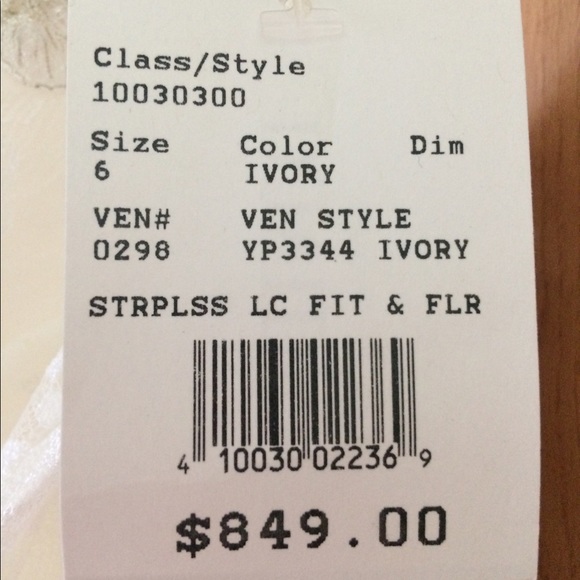 Class/Style
10030300
Size Color Dim
6 IVORY
VEN# VEN STYLE
0298 YP3344 IVORY
STRPLSS LC FIT & FLR
4 10030 02236 9
$849.00